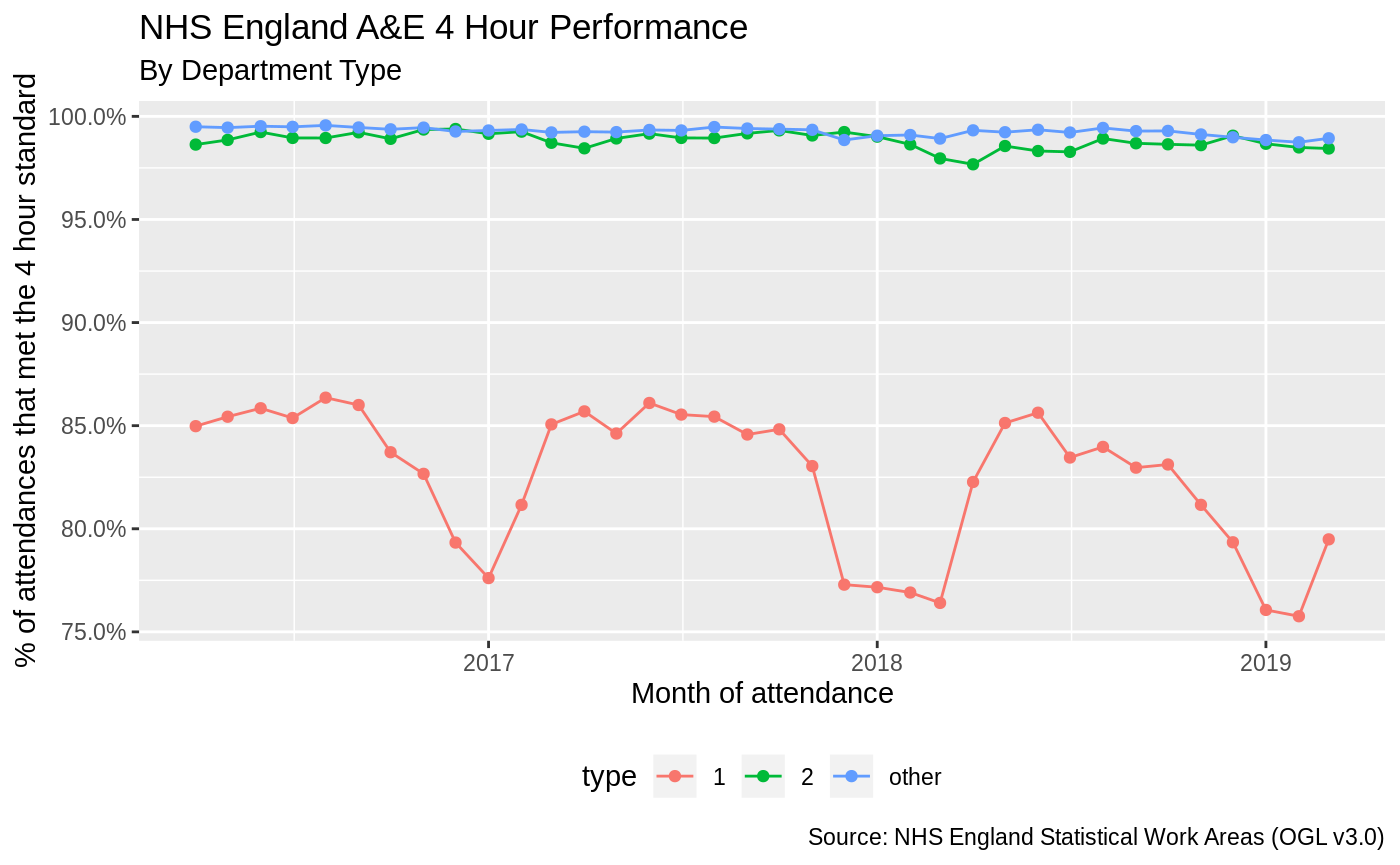 NHS England A&E 4 Hour Performance
By Department Type
% of attendances that met the 4 hour standard
100.0%
95.0%
90.0%
85.0%
80.0%
75.0%
2017 2018 2019
Month of attendance
type 1 2 other
Source: NHS England Statistical Work Areas (OGL v3.0)